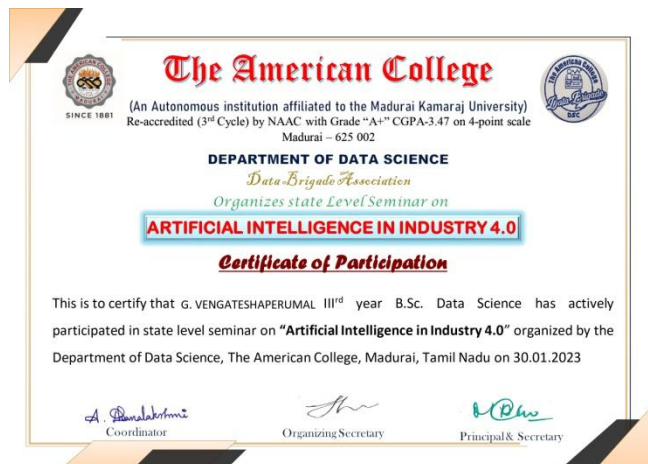 The American College
(An Autonomous institution affiliated to the Madurai Kamaraj University)
Re-accredited (3rd Cycle) by NAAC with Grade “A+” CGPA-3.47 on 4-point scale
Madurai – 625 002
SINCE 1881
DEPARTMENT OF DATA SCIENCE
Data Brigade Association
Organizes state Level Seminar on
ARTIFICIAL INTELLIGENCE IN INDUSTRY 4.0
Certificate of Participation
This is to certify that G. VENGATESHAPERUMAL IIIrd year B.Sc. Data Science has actively
participated in state level seminar on “Artificial Intelligence in Industry 4.0” organized by the
Department of Data Science, The American College, Madurai, Tamil Nadu on 30.01.2023
Coordinator
Organizing Secretary
Principal & Secretary